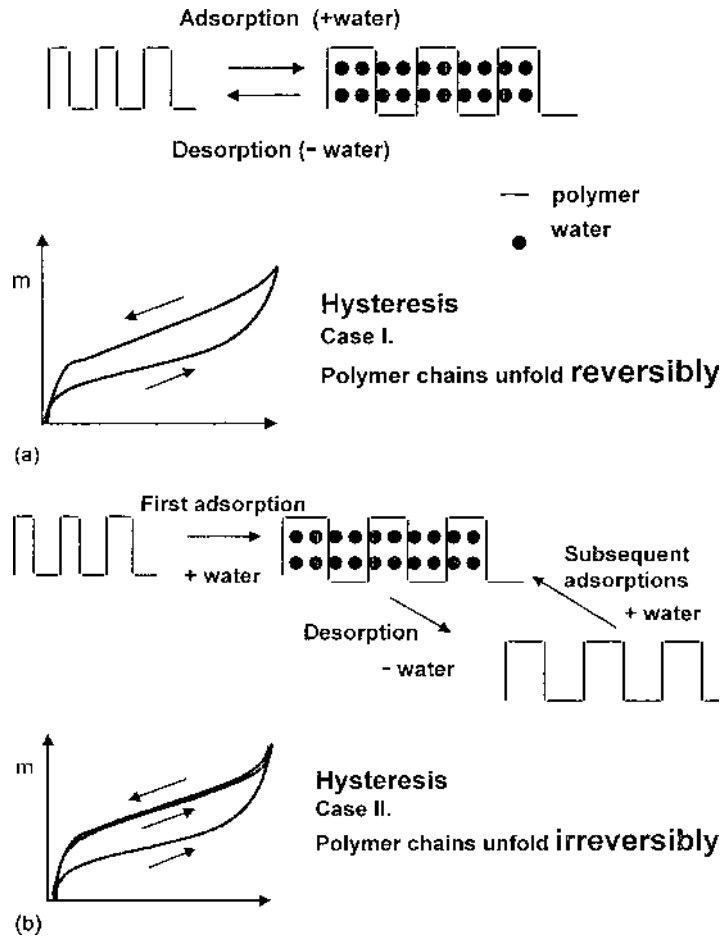 Adsorption (+water)
Desorption (- water)
polymer
water
m
Hysteresis
Case I.
Polymer chains unfold reversibly
(a)
First adsorption
+ water
Subsequent
adsorptions
+ water
Desorption
- water
m
Hysteresis
Case II.
Polymer chains unfold irreversibly
(b)